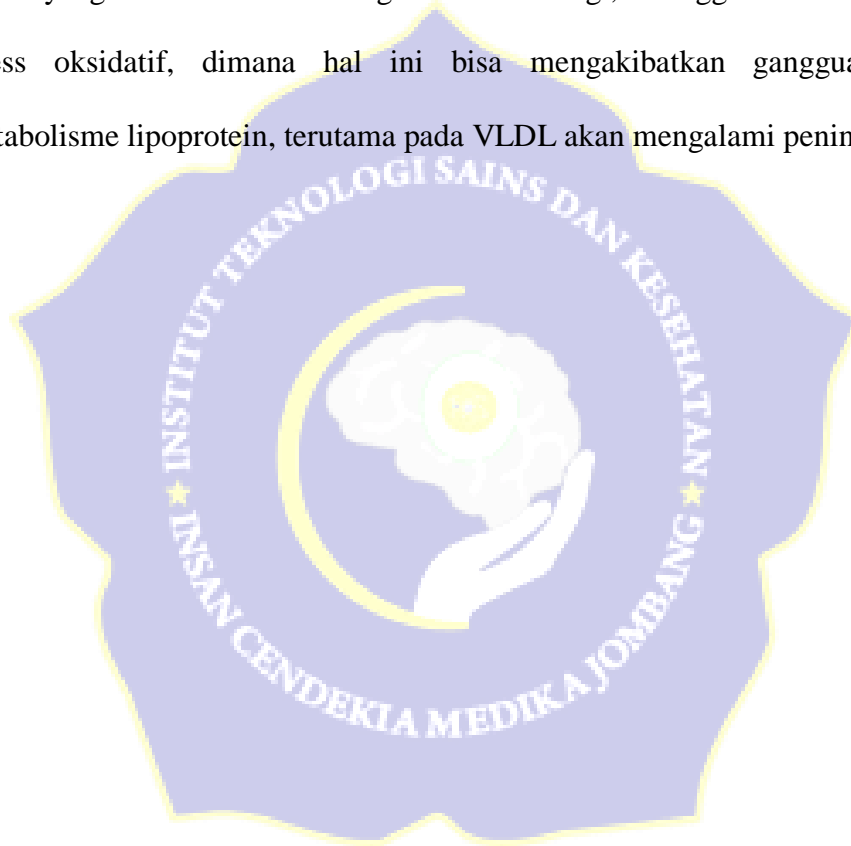 ess oksidatif, dimana hal ini bisa mengakibatkan ganggua
tabolisme lipoprotein, terutama pada VLDL akan mengalami penin
INSTITUT TEKNOLOGI SAINS DAN KESEHATAN
INSAN CENDEKIA MEDIKA JOMBANG